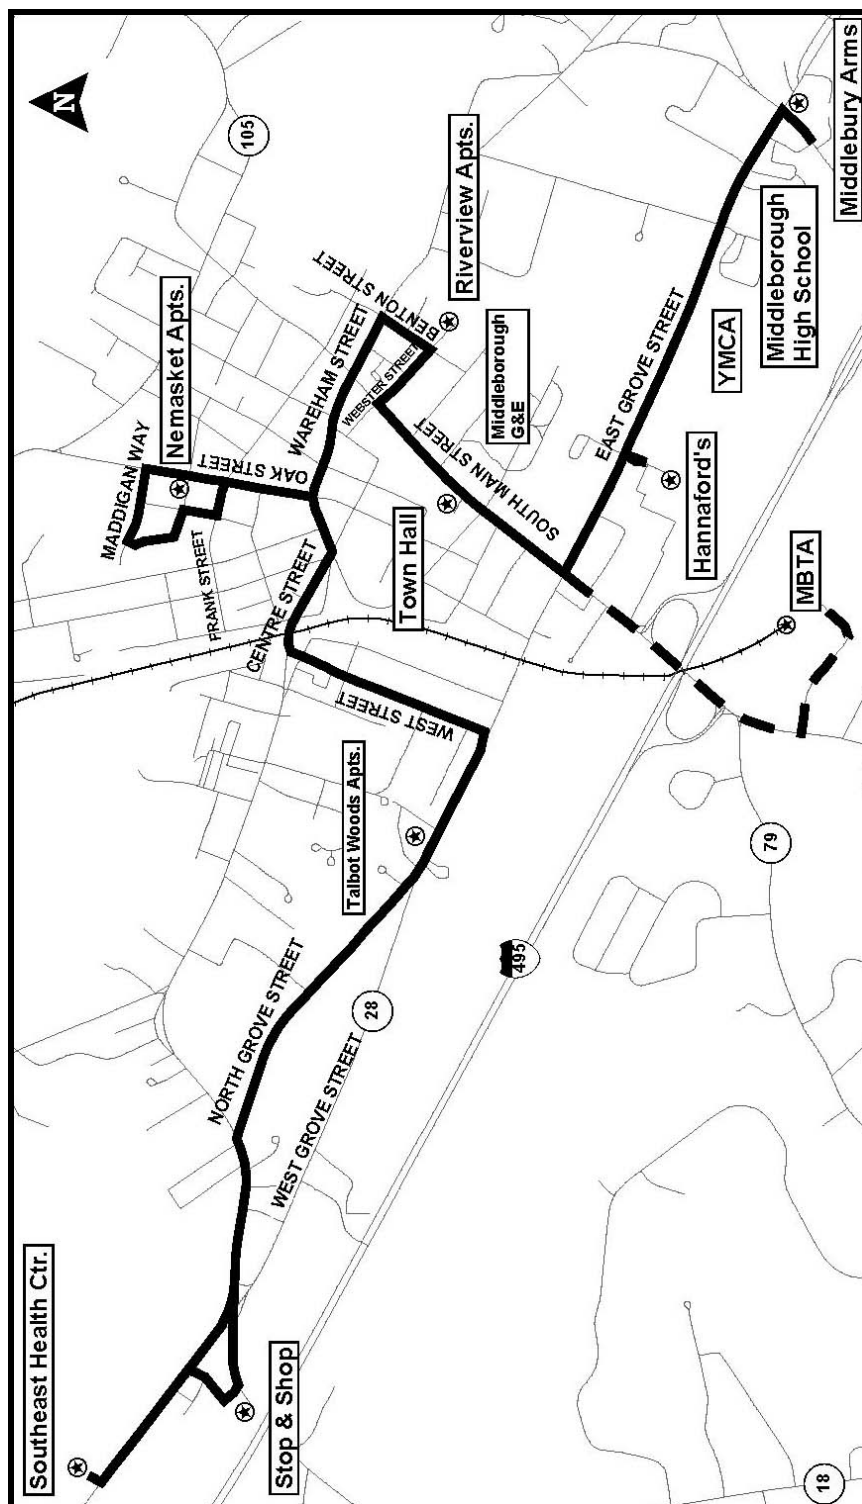 N
105
Nemasket Apts.
MADDIGAN WAY
OAK STREET
FRANK STREET
WAREHAM STREET
BENTON STREET
WEBSTER STREET
Riverview Apts.
Middleborough
G&E
SOUTH MAIN STREET
CENTRE STREET
Town Hall
EAST GROVE STREET
YMCA
Middleborough
High School
Middlebury Arms
Hannaford's
MBTA
WEST STREET
Talbot Woods Apts.
79
495
28
NORTH GROVE STREET
WEST GROVE STREET
Southeast Health Ctr.
Stop & Shop
18